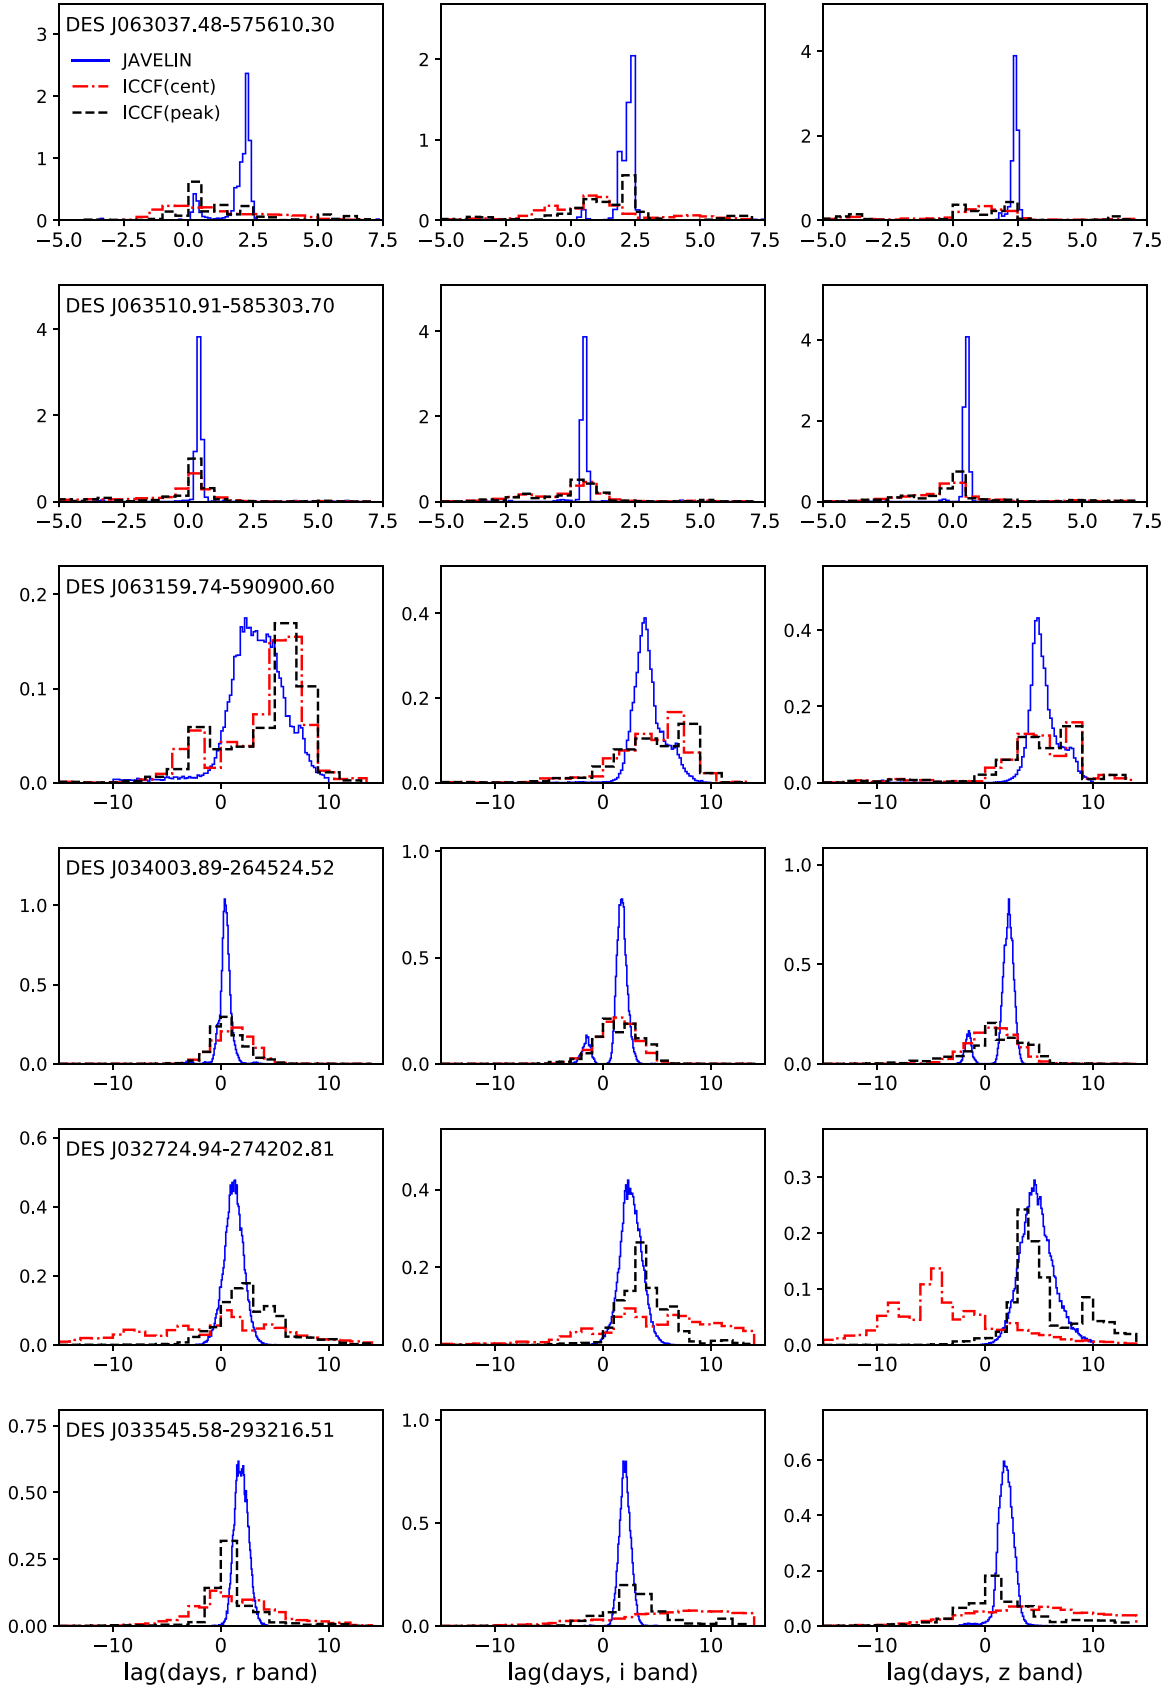 DES J063037.48-575610.30
JAVELIN
ICCF(cent)
ICCF(peak)
3
2
1
0
−5.0 −2.5 0.0 2.5 5.0 7.5
2
1
0
−5.0 −2.5 0.0 2.5 5.0 7.5
4
2
0
−5.0 −2.5 0.0 2.5 5.0 7.5
DES J063510.91-585303.70
4
2
0
−5.0 −2.5 0.0 2.5 5.0 7.5
4
2
0
−5.0 −2.5 0.0 2.5 5.0 7.5
4
2
0
−5.0 −2.5 0.0 2.5 5.0 7.5
DES J063159.74-590900.60
0.2
0.1
0.0
−10 0 10
0.4
0.2
0.0
−10 0 10
0.4
0.2
0.0
−10 0 10
DES J034003.89-264524.52
1.0
0.5
0.0
−10 0 10
1.0
0.5
0.0
−10 0 10
1.0
0.5
0.0
−10 0 10
DES J032724.94-274202.81
0.6
0.4
0.2
0.0
−10 0 10
0.4
0.2
0.0
−10 0 10
0.3
0.2
0.1
0.0
−10 0 10
DES J033545.58-293216.51
0.75
0.50
0.25
0.00
−10 0 10
lag(days, r band)
1.0
0.5
0.0
−10 0 10
lag(days, i band)
0.6
0.4
0.2
0.0
−10 0 10
lag(days, z band)